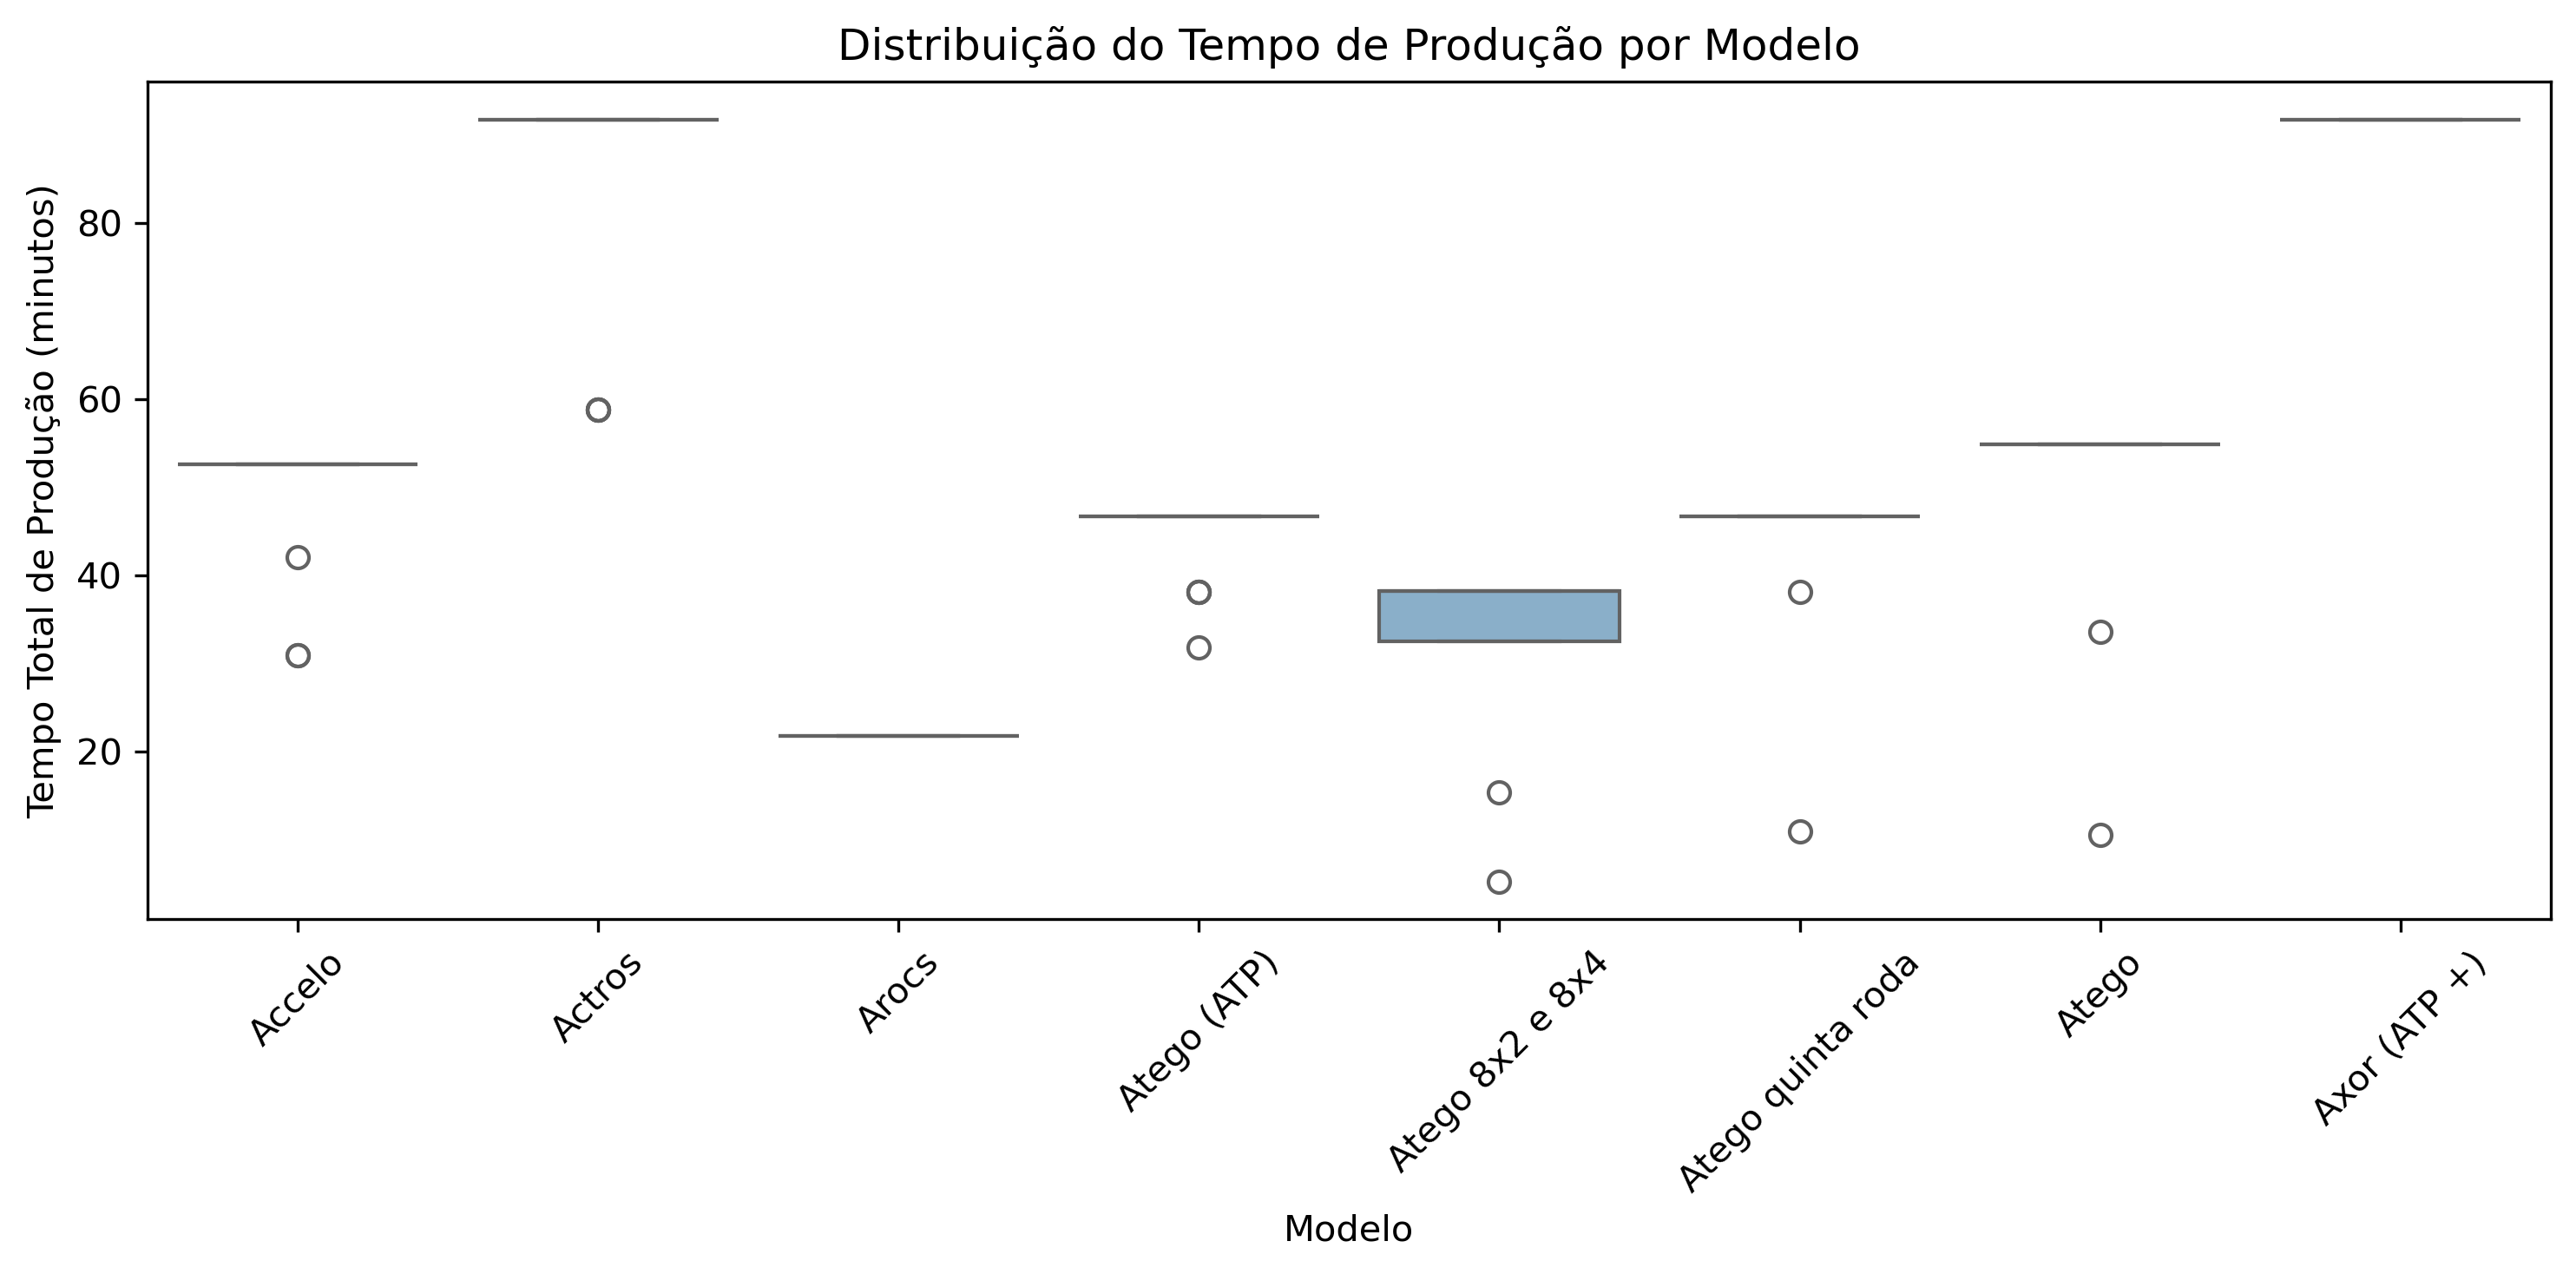 Distribuição do Tempo de Produção por Modelo
Tempo Total de Produção (minutos)
80
60
40
20
Accelo
Actros
Arocs
Atego (ATP)
Atego 8x2 e 8x4
Atego quinta roda
Atego
Axor (ATP +)
Modelo